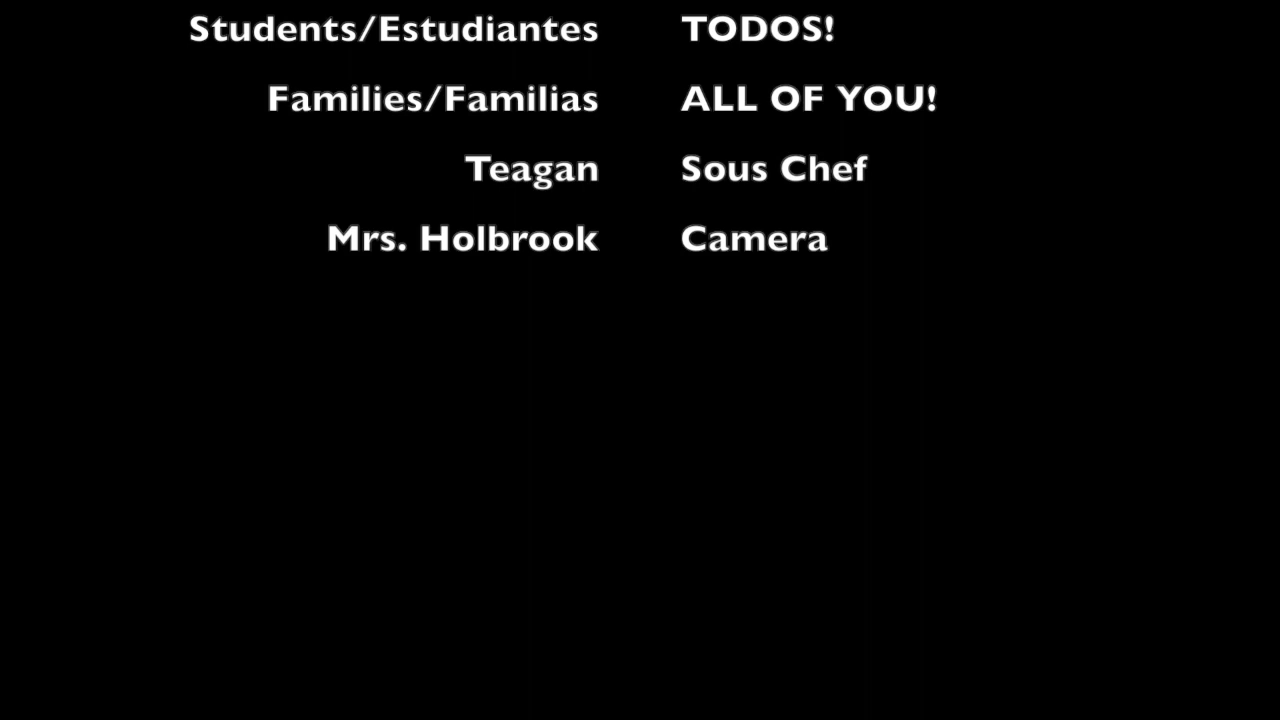 Students/Estudiantes TODOS!
Families/Familias ALL OF YOU!
Teagan Sous Chef
Mrs. Holbrook Camera